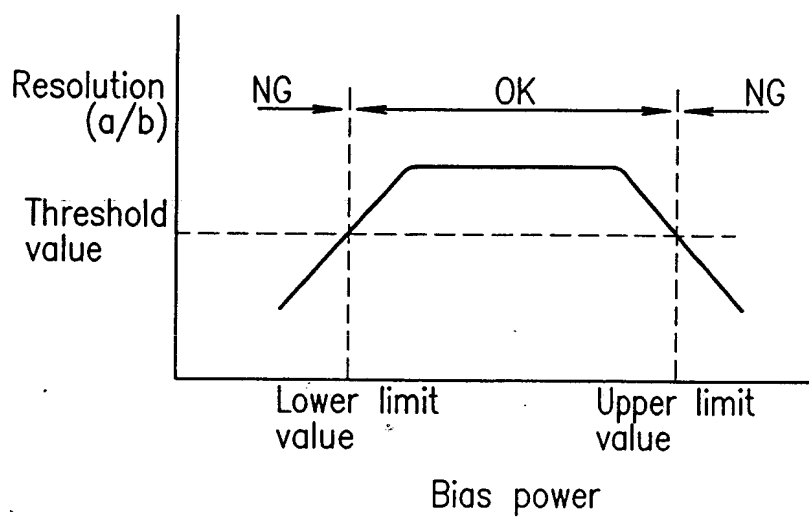 Resolution
(a/b)
NG
OK
NG
Threshold
value
Lower limit
value
Upper limit
value
Bias power